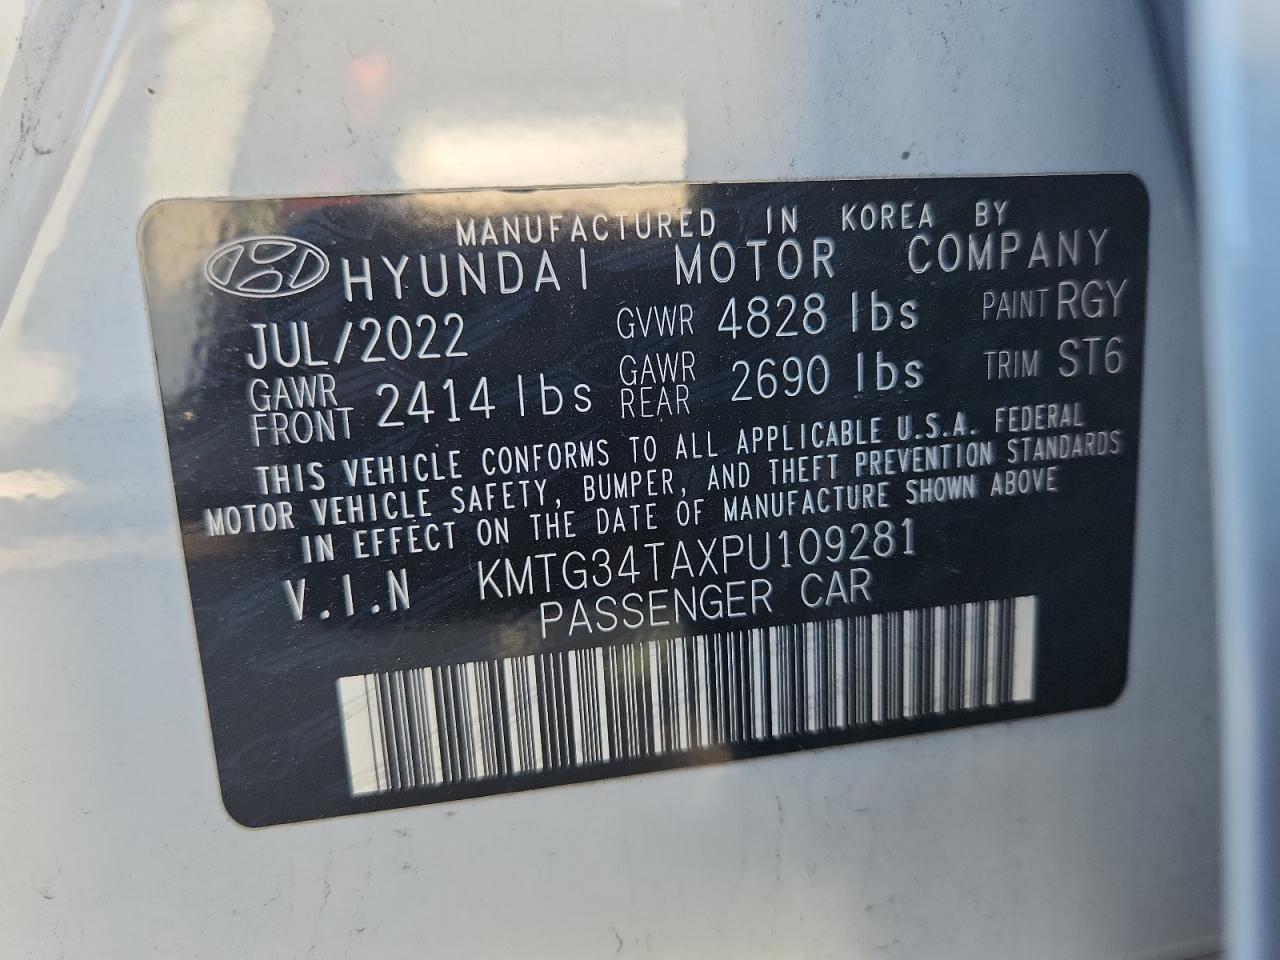 MANUFACTURED IN KOREA BY
HYUNDAI MOTOR COMPANY
JUL/2022 GVWR 4828 lbs PAINT RGY
GAWR FRONT 2414 lbs GAWR REAR 2690 lbs TRIM ST6
THIS VEHICLE CONFORMS TO ALL APPLICABLE U.S.A. FEDERAL
MOTOR VEHICLE SAFETY, BUMPER, AND THEFT PREVENTION STANDARDS
IN EFFECT ON THE DATE OF MANUFACTURE SHOWN ABOVE
V.I.N KMTG34TAXPU109281
PASSENGER CAR